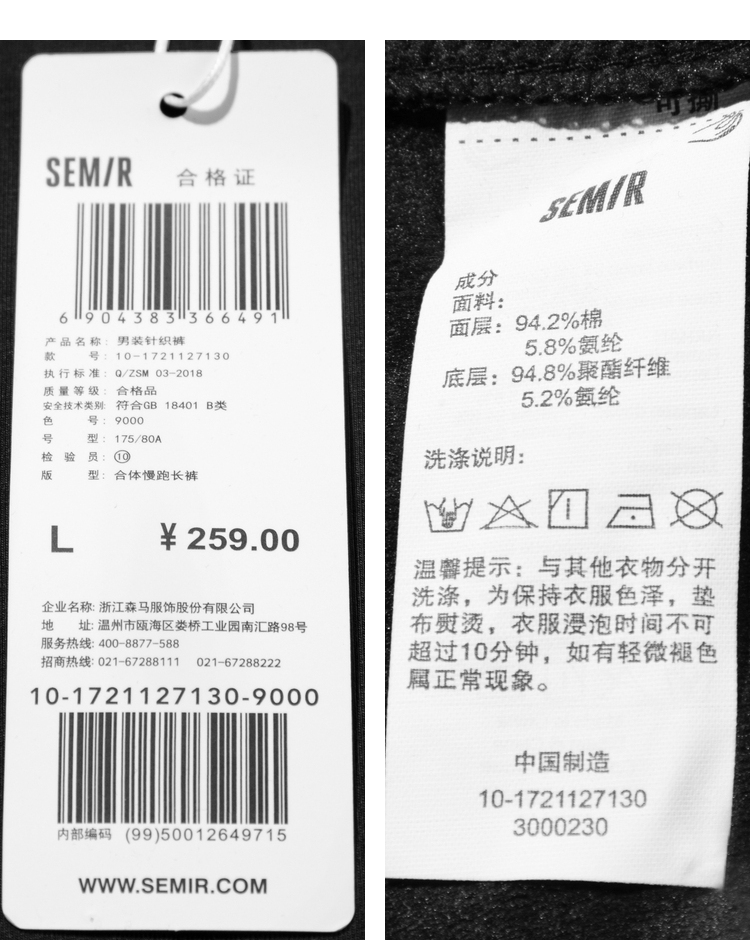 SEMIR 合格证
6 904383 366491
产品名称: 男装针织裤
款 号: 10-1721127130
执行标准: Q/ZSM 03-2018
质量等级: 合格品
安全技术类别: 符合GB 18401 B类
色 号: 9000
号 型: 175/80A
检 验 员: 10
版 型: 合体慢跑长裤
L ¥259.00
企业名称: 浙江森马服饰股份有限公司
地 址: 温州市瓯海区娄桥工业园南汇路98号
服务热线: 400-8877-588
招商热线: 021-67288111 021-67288222
10-1721127130-9000
内部编码 (99)50012649715
WWW.SEMIR.COM
可撕
SEMIR
成分
面料:
面层: 94.2%棉
5.8%氨纶
底层: 94.8%聚酯纤维
5.2%氨纶
洗涤说明:
温馨提示: 与其他衣物分开
洗涤, 为保持衣服色泽, 垫
布熨烫, 衣服浸泡时间不可
超过10分钟, 如有轻微褪色
属正常现象。
中国制造
10-1721127130
3000230